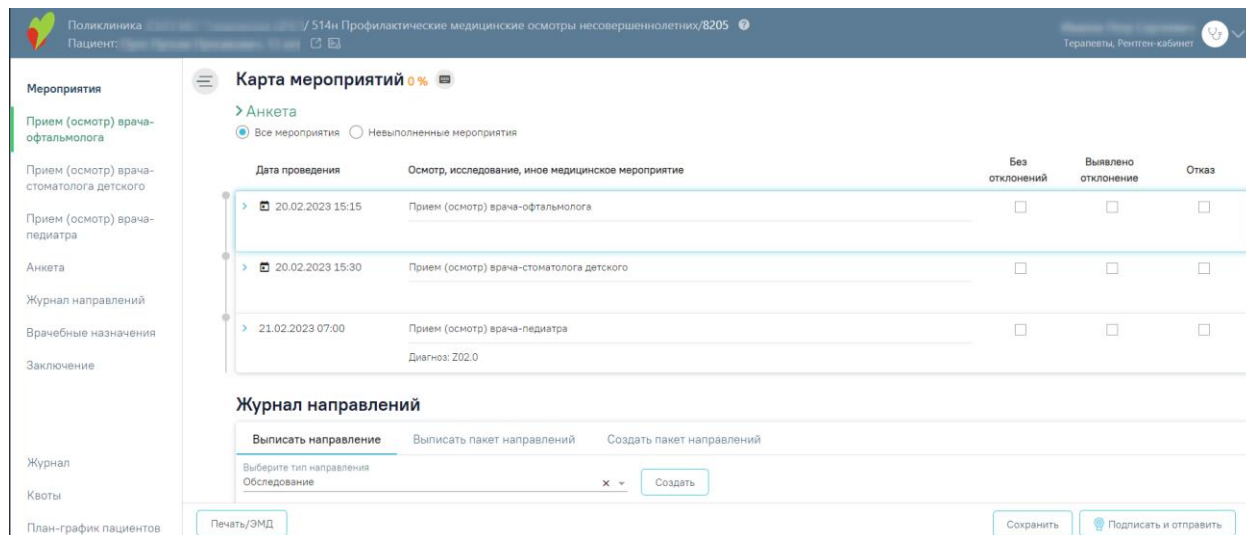 Поликлиника / 514н Профилактические медицинские осмотры несовершеннолетних/8205
Пациент:
Терапевты, Рентген-кабинет
Мероприятия
Прием (осмотр) врача-
офтальмолога
Прием (осмотр) врача-
стоматолога детского
Прием (осмотр) врача-
педиатра
Анкета
Журнал направлений
Врачебные назначения
Заключение
Журнал
Квоты
План-график пациентов
Карта мероприятий 0 %
Анкета
Все мероприятия Невыполненные мероприятия
Дата проведения Осмотр, исследование, иное медицинское мероприятие Без отклонений Выявлено отклонение Отказ
20.02.2023 15:15 Прием (осмотр) врача-офтальмолога
20.02.2023 15:30 Прием (осмотр) врача-стоматолога детского
21.02.2023 07:00 Прием (осмотр) врача-педиатра
Диагноз: Z02.0
Журнал направлений
Выписать направление Выписать пакет направлений Создать пакет направлений
Выберите тип направления
Обследование Создать
Печать/ЭМД Сохранить Подписать и отправить